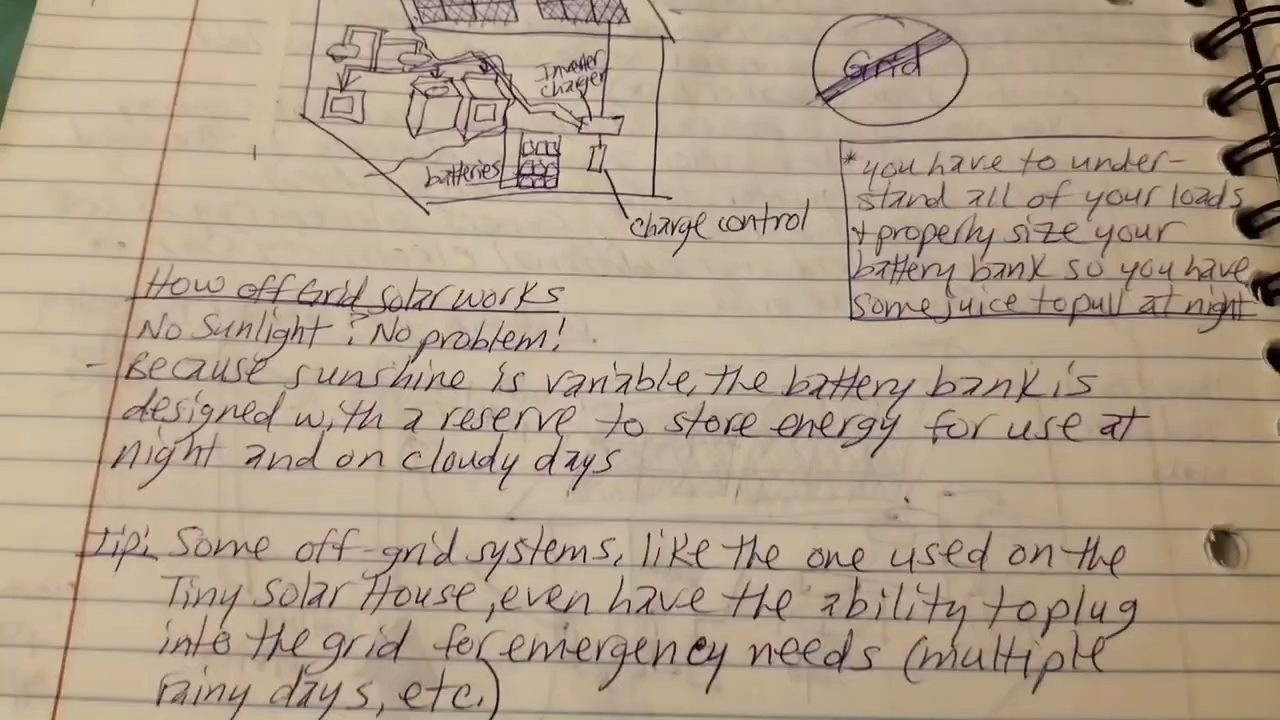 Grid
Inverter
charger
batteries
charge control
*you have to under-
stand all of your loads
+ properly size your
battery bank so you have
some juice to pull at night
How off Grid solar works
No Sunlight? No problem!
- Because sunshine is variable, the battery bank is
designed with a reserve to store energy for use at
night and on cloudy days
Tip: Some off-grid systems, like the one used on the
Tiny Solar House, even have the ability to plug
into the grid for emergency needs (multiple
rainy days, etc.)